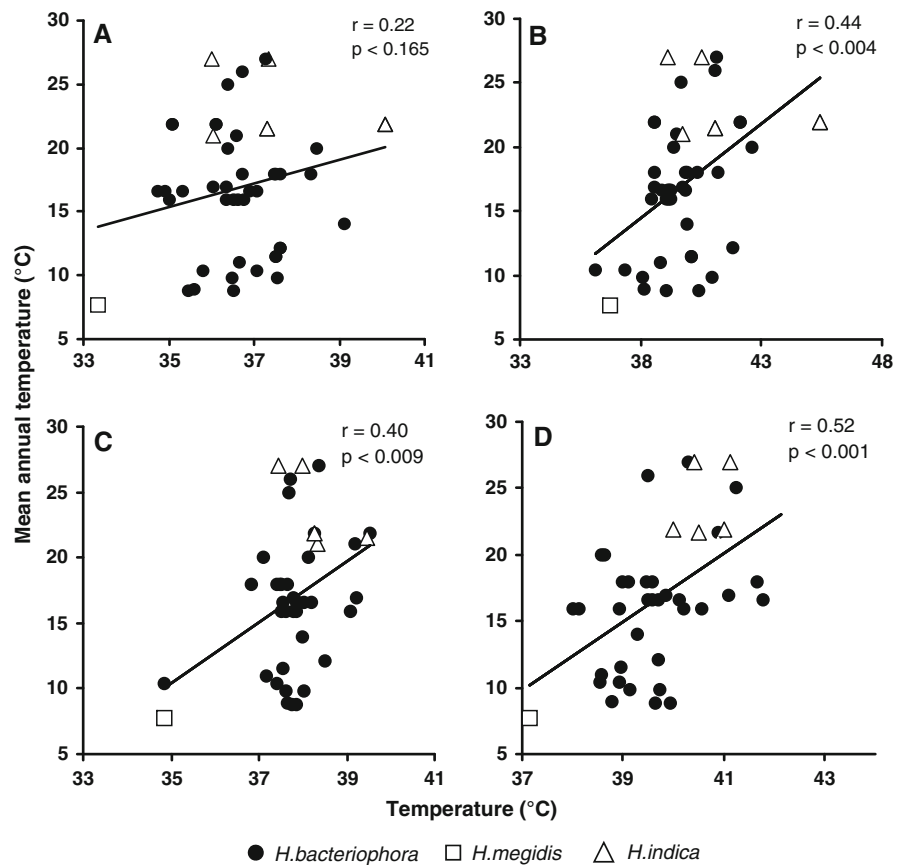 A
r = 0.22
p < 0.165
30
25
20
15
10
5
33 35 37 39 41
B
r = 0.44
p < 0.004
30
25
20
15
10
5
33 38 43 48
Mean annual temperature (°C)
C
r = 0.40
p < 0.009
30
25
20
15
10
5
33 35 37 39 41
D
r = 0.52
p < 0.001
30
25
20
15
10
5
37 39 41 43
Temperature (°C)
H.bacteriophora H.megidis H.indica